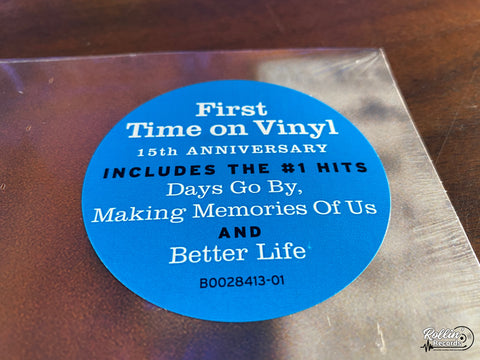 First
Time on Vinyl
15th ANNIVERSARY
INCLUDES THE #1 HITS
Days Go By,
Making Memories Of Us
AND
Better Life
B0028413-01
Rollin'
Records